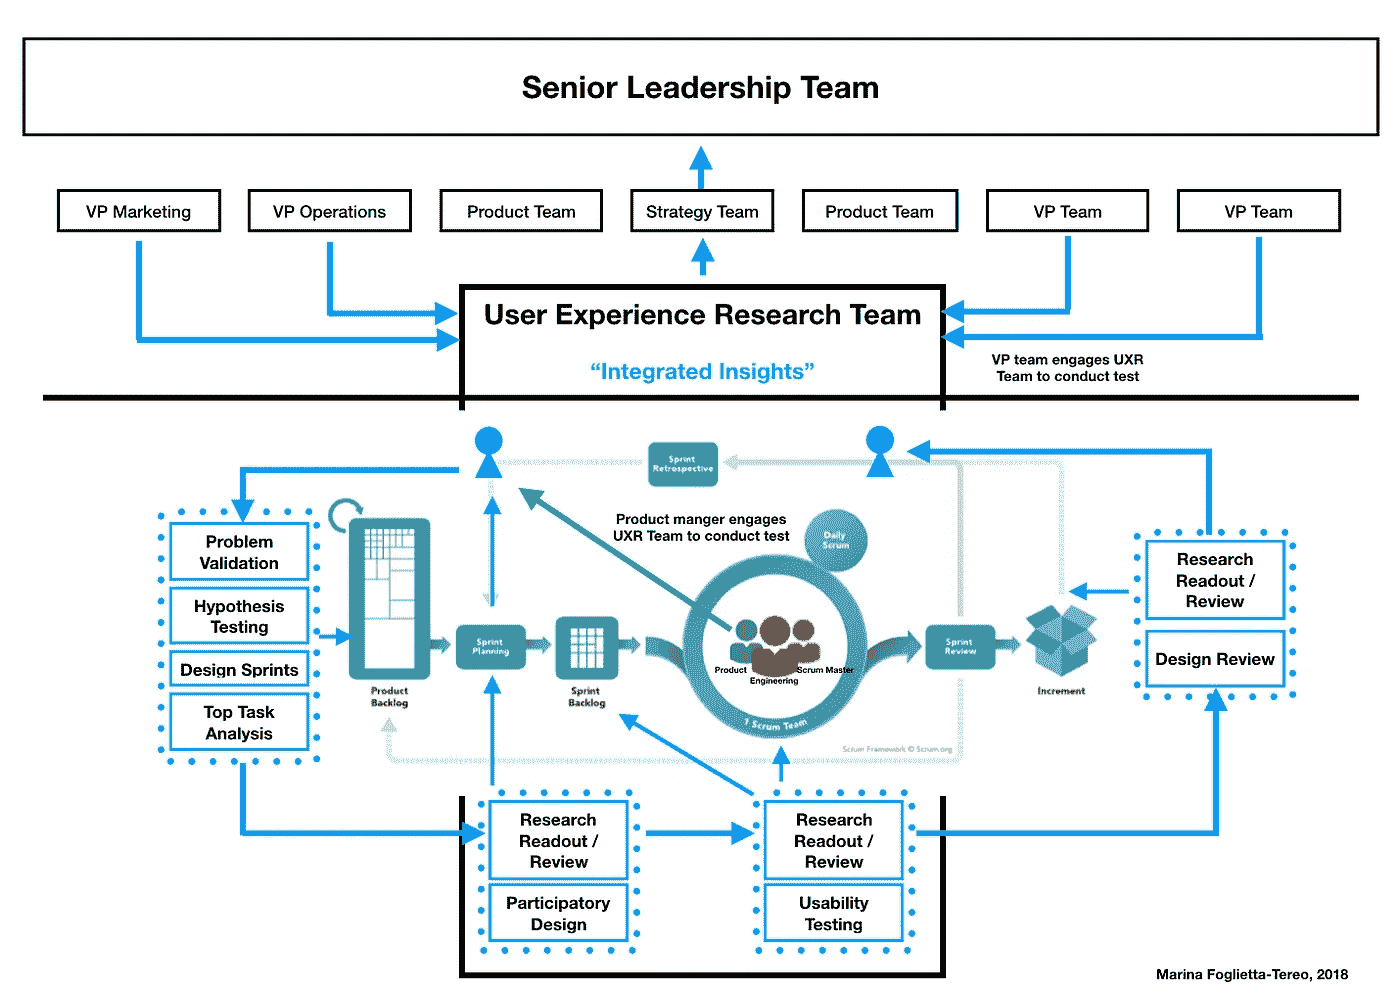 Senior Leadership Team
VP Marketing
VP Operations
Product Team
Strategy Team
Product Team
VP Team
VP Team
User Experience Research Team
“Integrated Insights”
VP team engages UXR
Team to conduct test
Sprint
Retrospective
Product manger engages
UXR Team to conduct test
Daily
Scrum
Problem
Validation
Hypothesis
Testing
Design Sprints
Top Task
Analysis
Product
Backlog
Sprint
Planning
Sprint
Backlog
Product
Engineering
Scrum Master
1 Scrum Team
Sprint
Review
Increment
Scrum Framework © Scrum.org
Research
Readout /
Review
Design Review
Research
Readout /
Review
Participatory
Design
Research
Readout /
Review
Usability
Testing
Marina Foglietta-Tereo, 2018